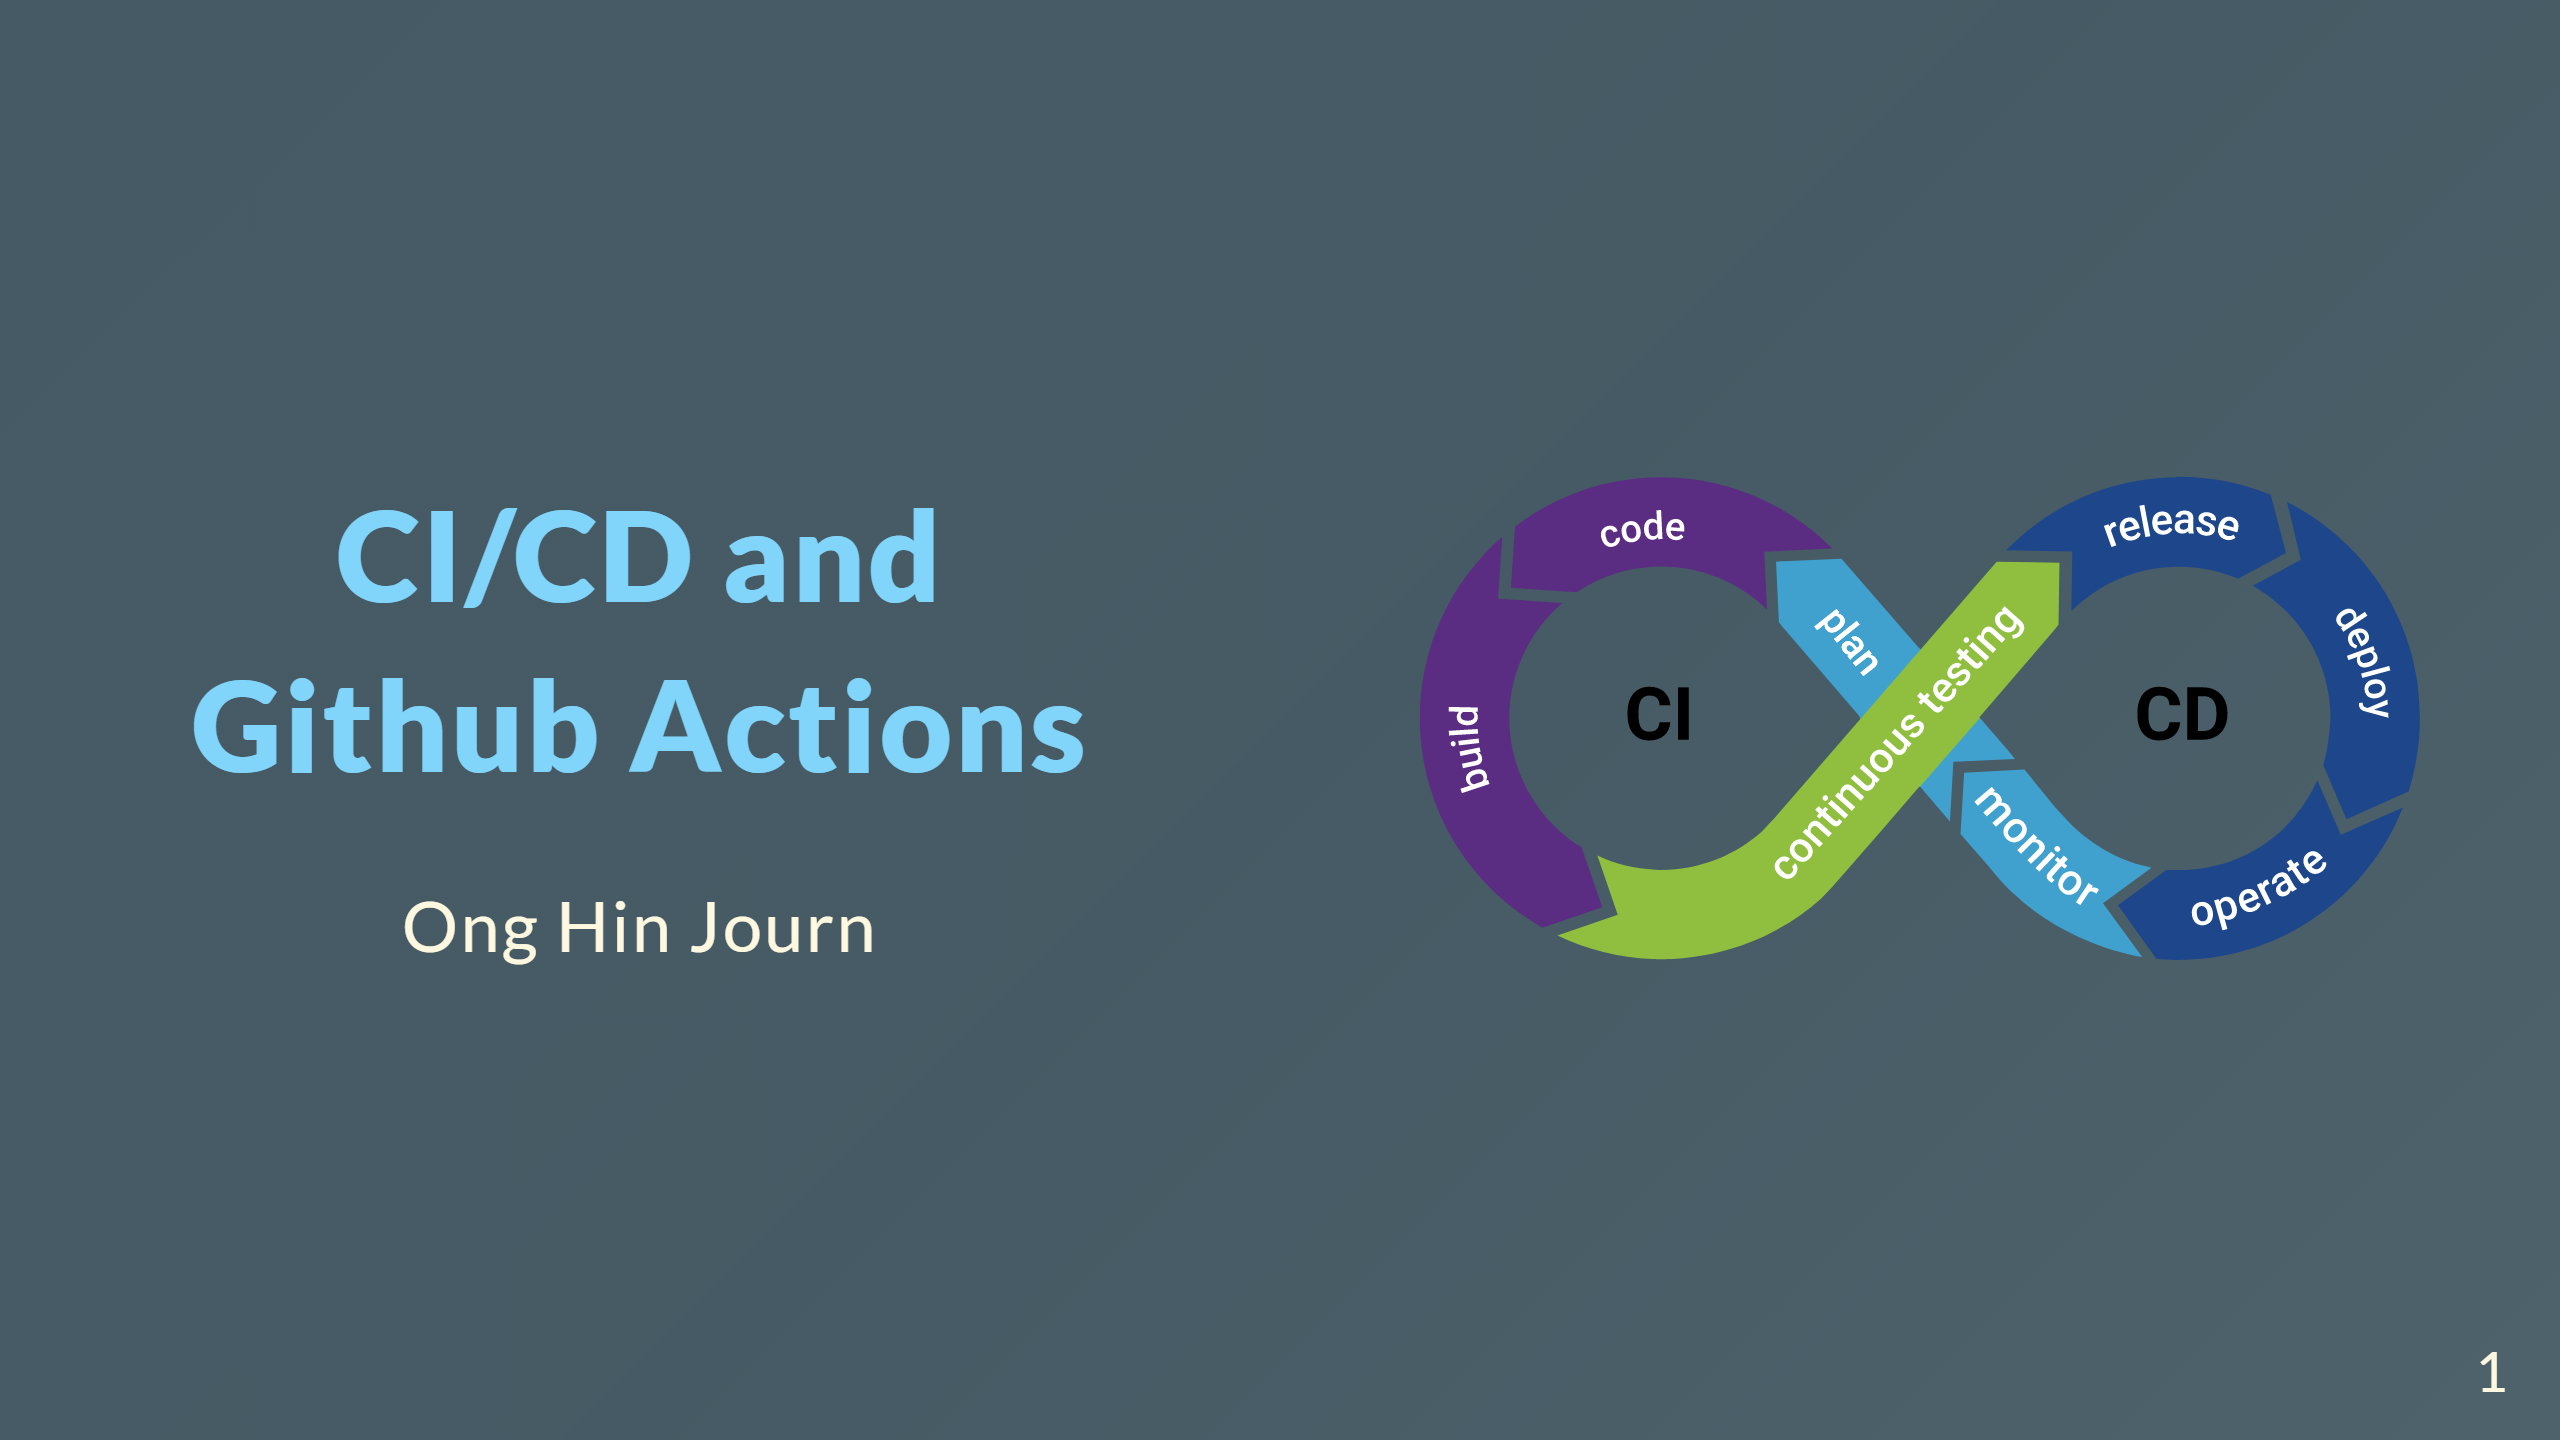 CI/CD and
Github Actions
Ong Hin Journ
code
build
CI
plan
continuous testing
monitor
release
deploy
CD
operate
1